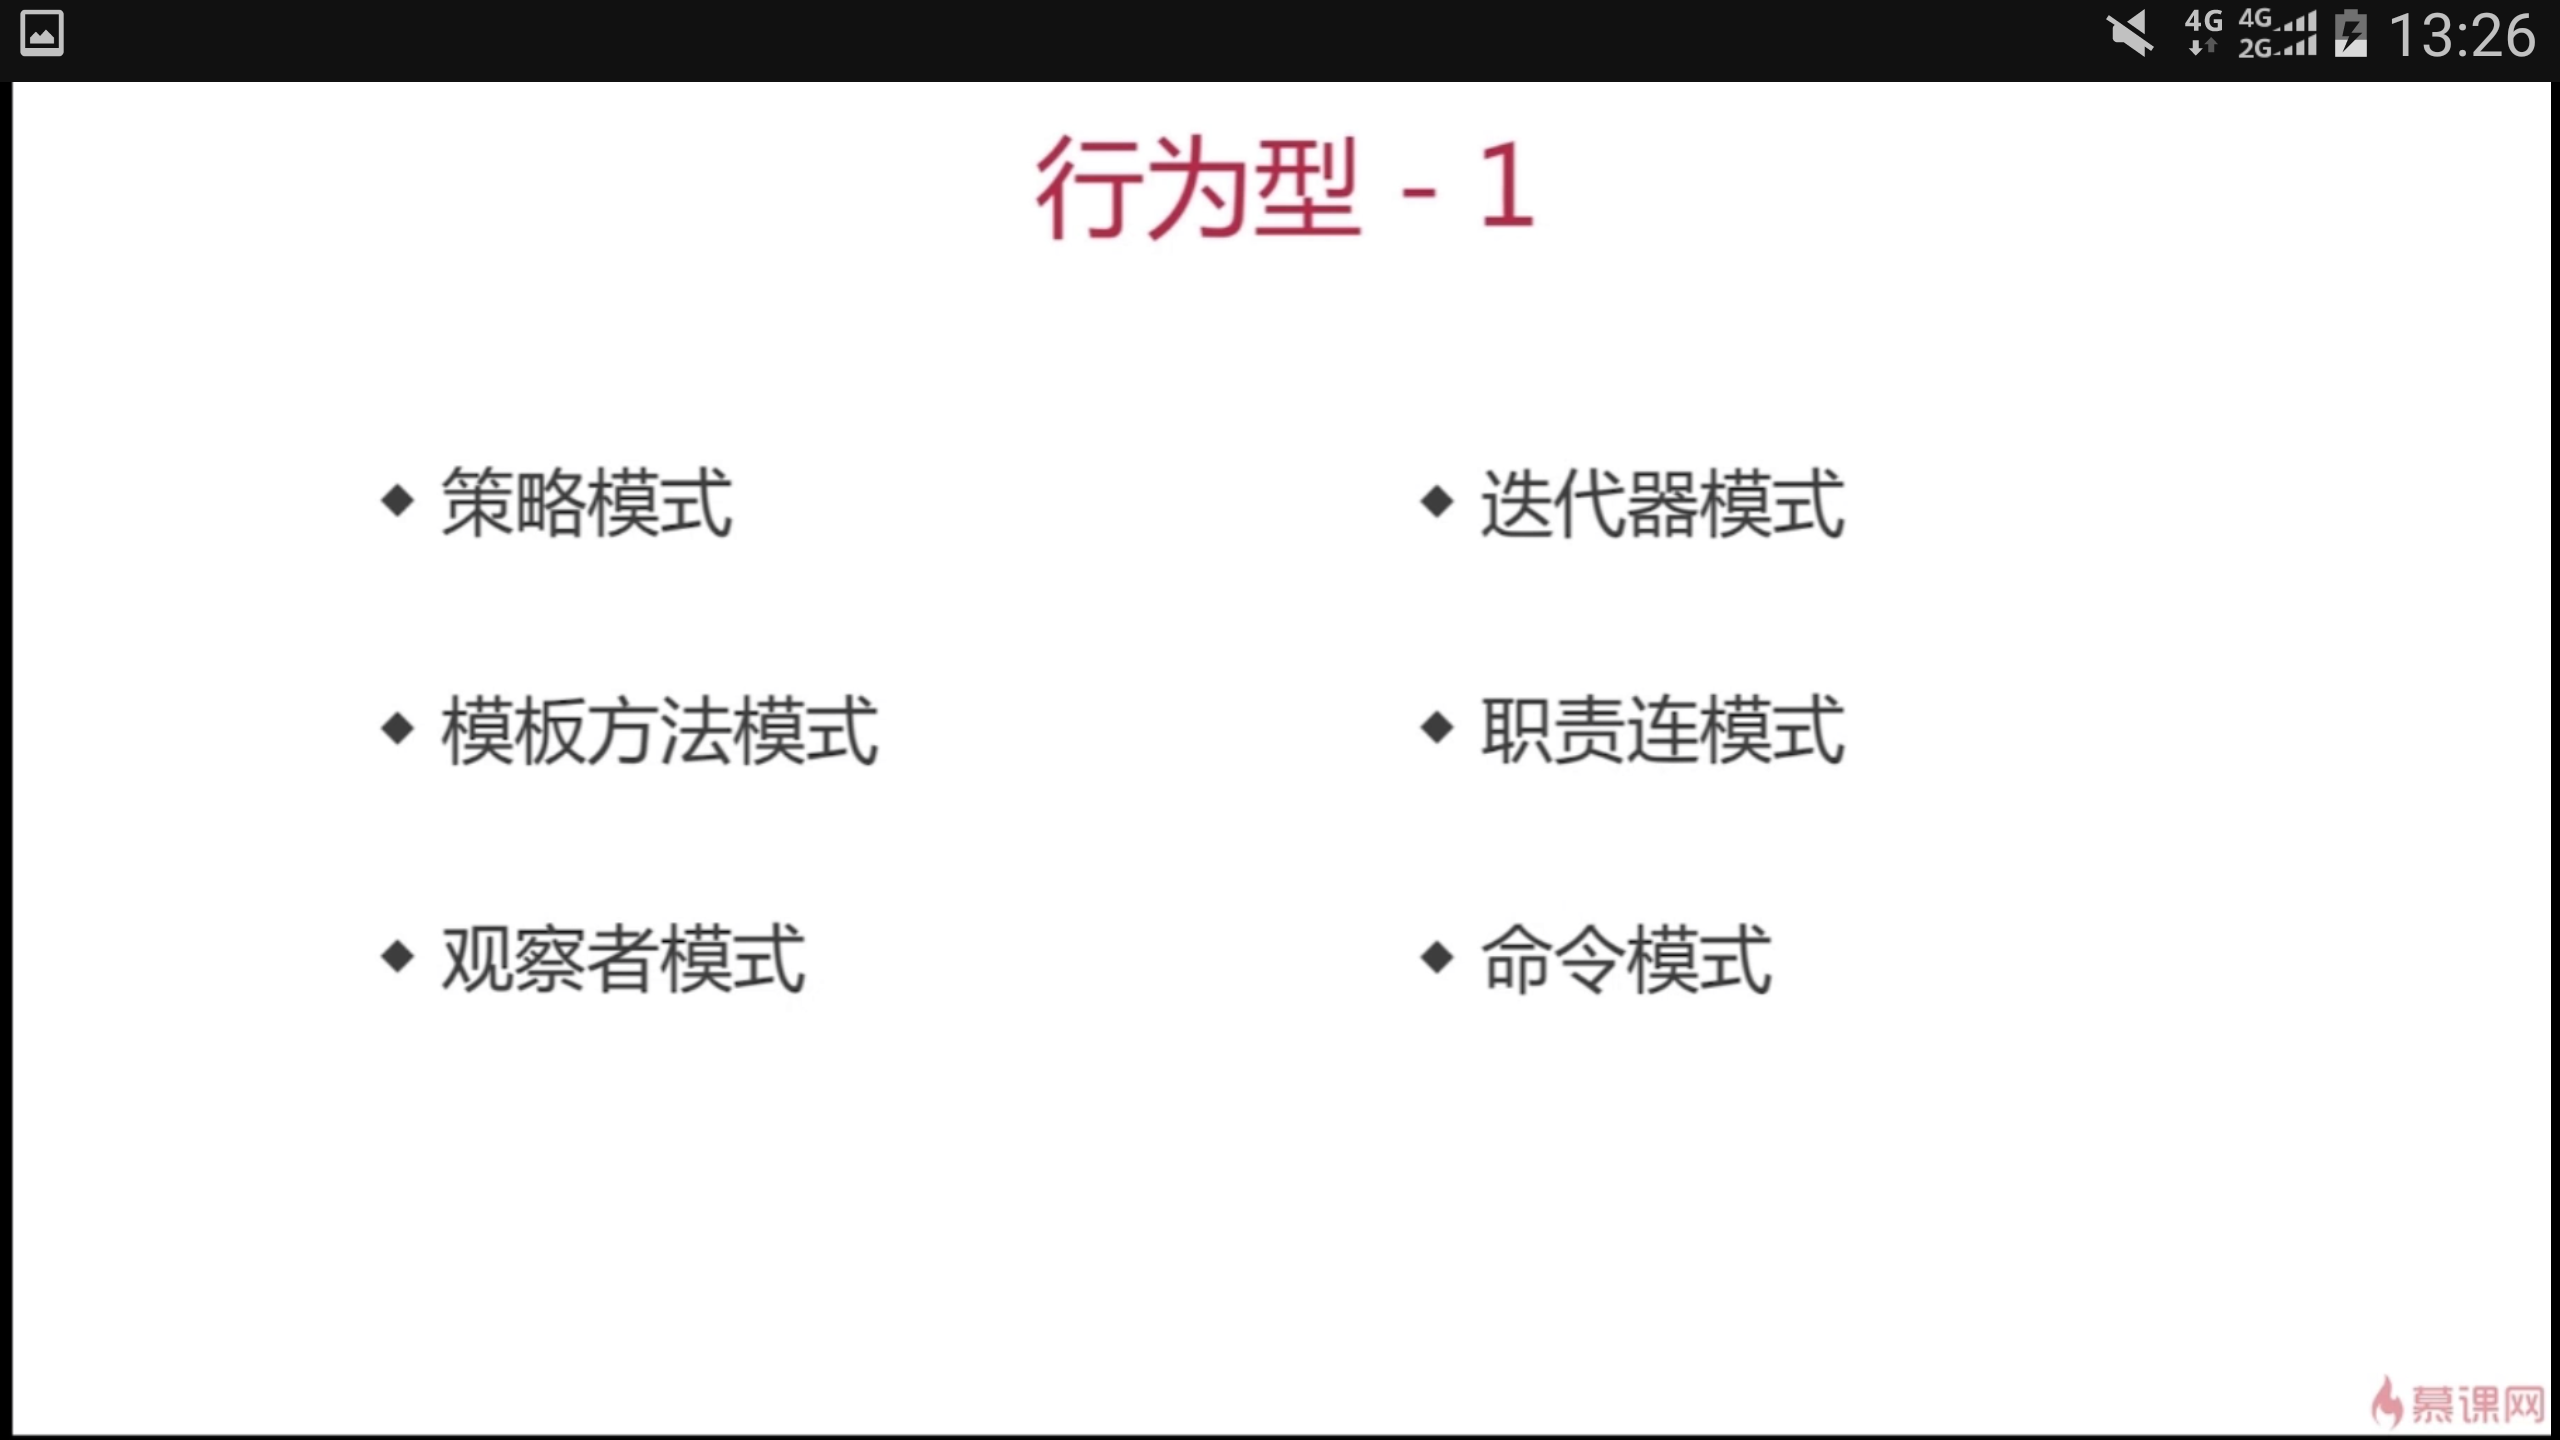 4G 4G 2G 13:26
行为型 - 1
◆ 策略模式
◆ 模板方法模式
◆ 观察者模式
◆ 迭代器模式
◆ 职责连模式
◆ 命令模式
慕课网